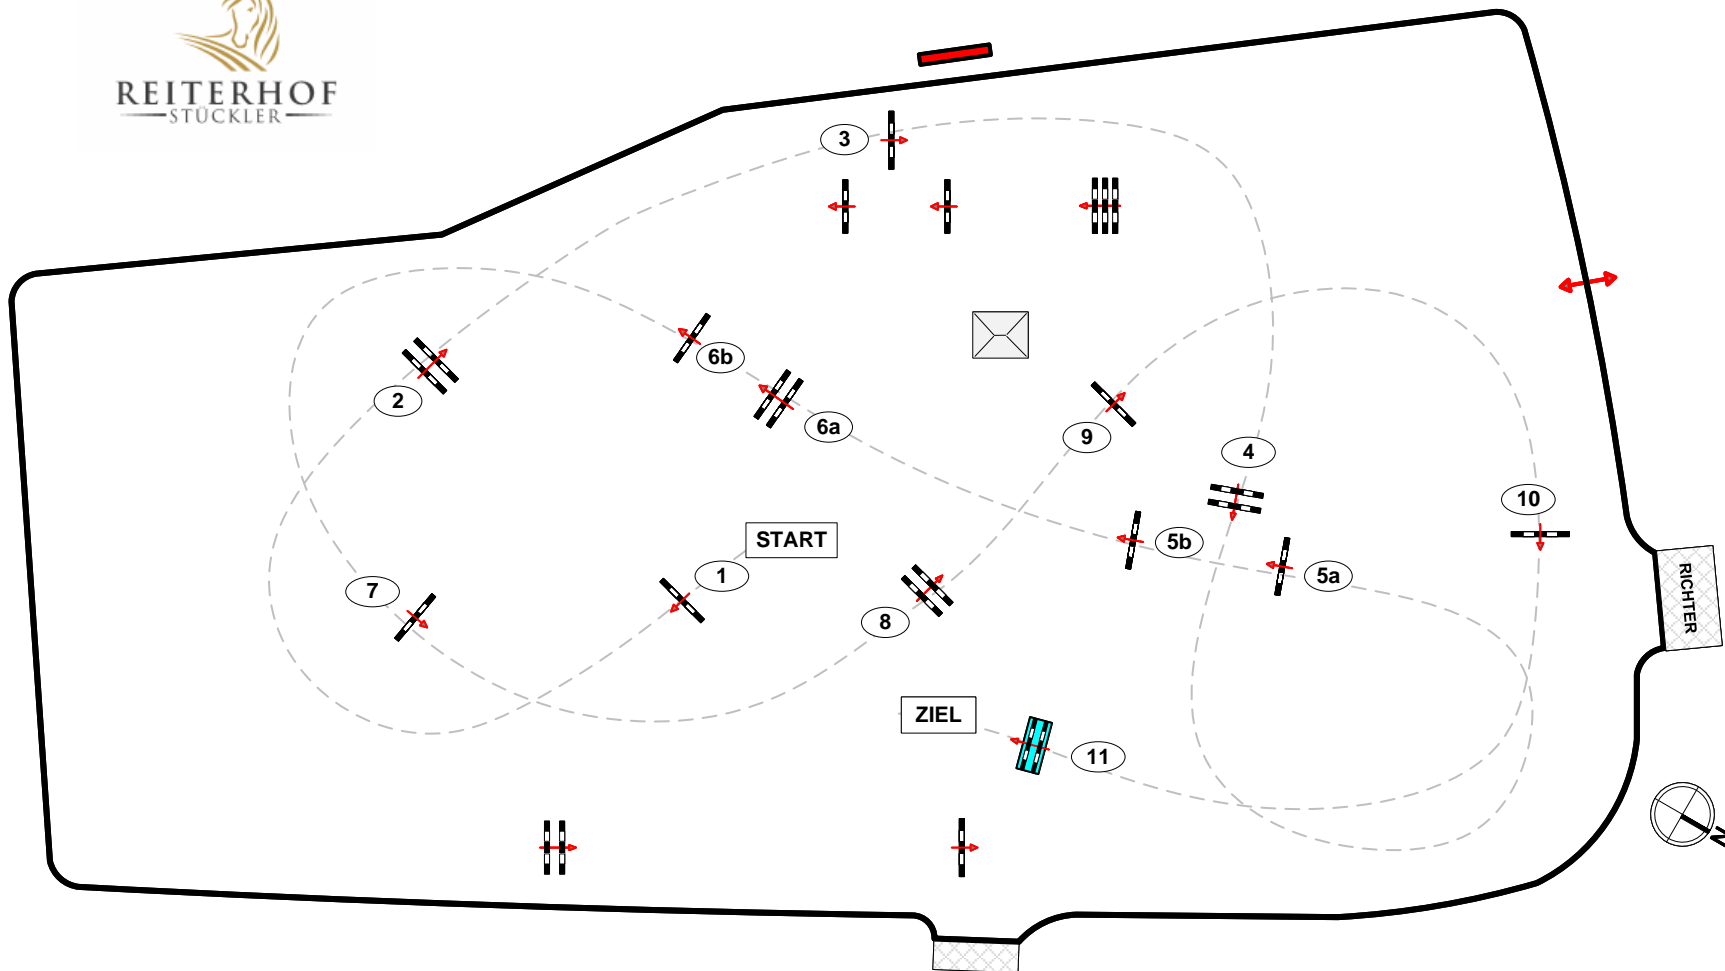 REITERHOF
STÜCKLER
3
6b
2
6a
9
4
10
START
5b
1
5a
7
8
RICHTER
ZIEL
11
N